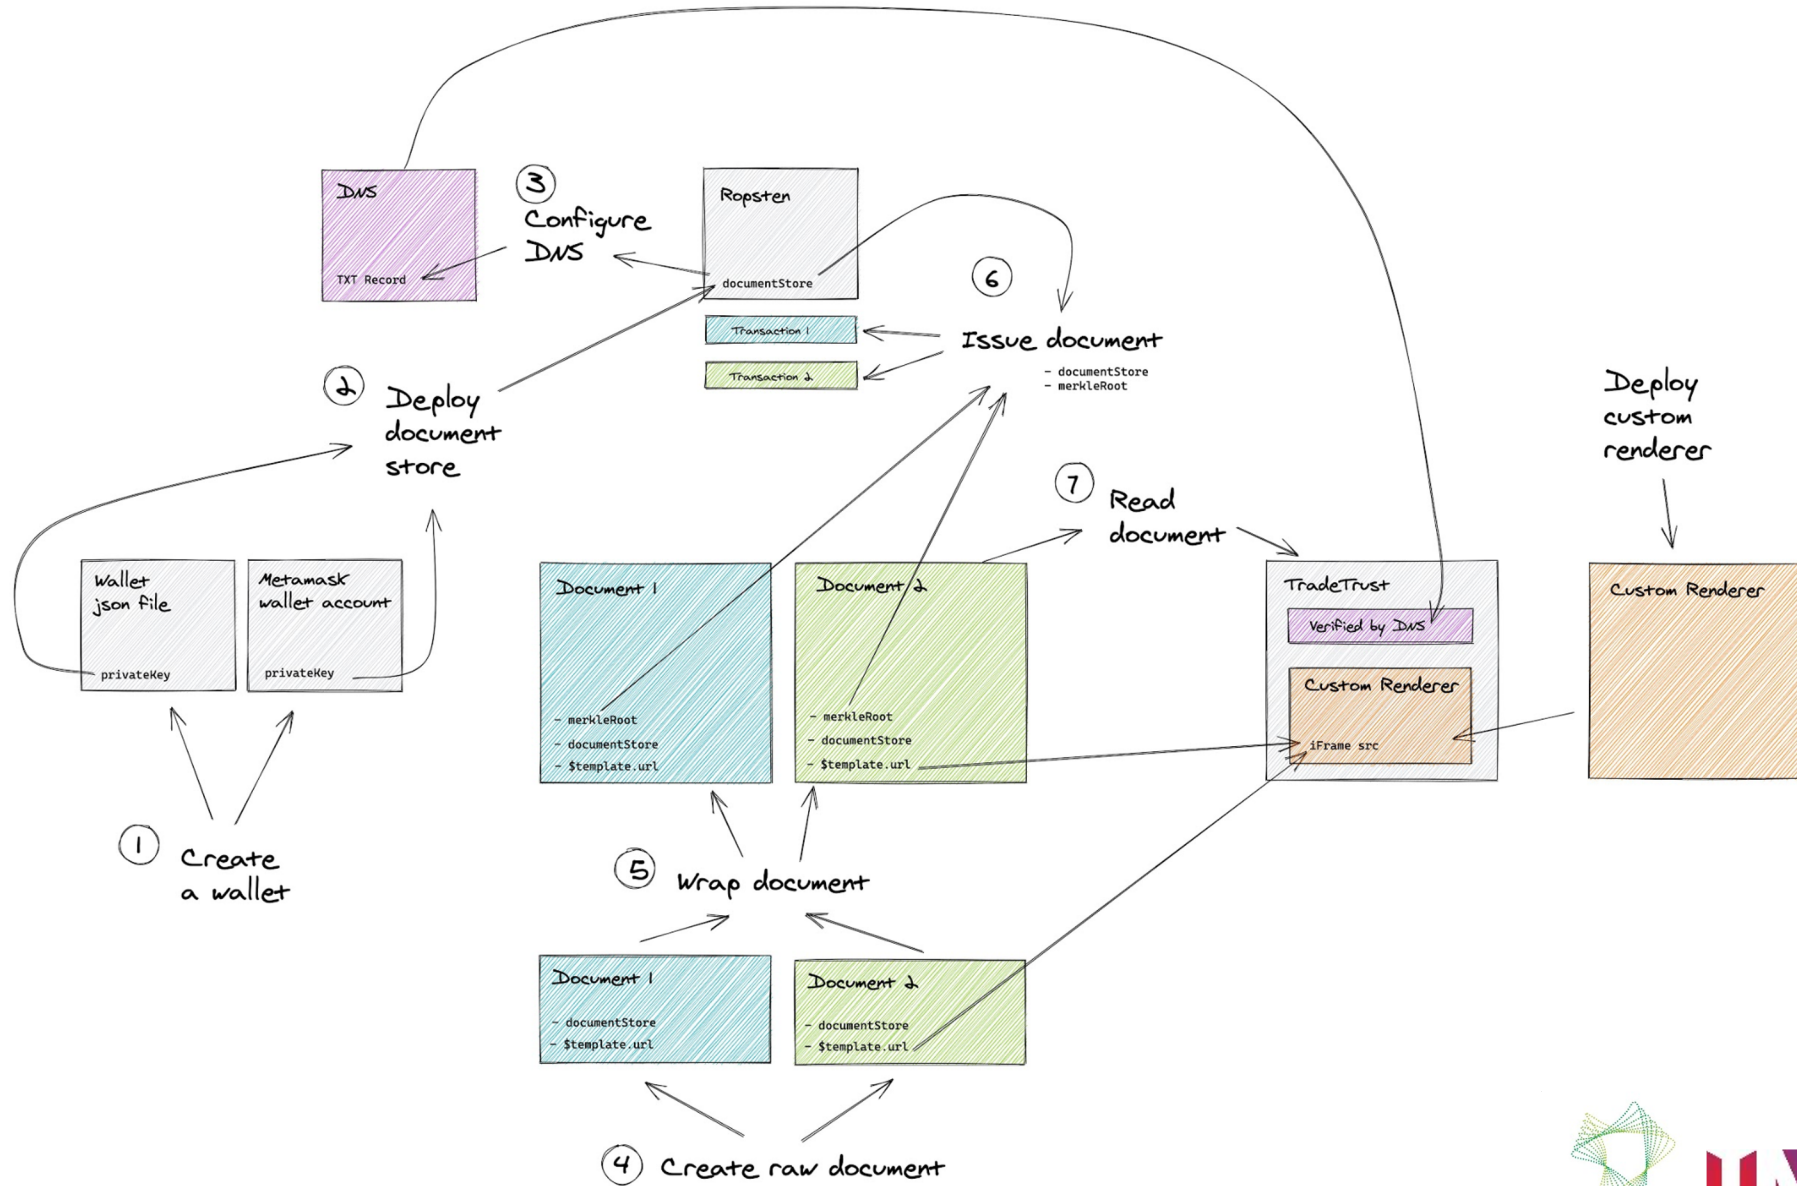 DNS
TXT Record
3
Configure
DNS
Ropsten
documentStore
Transaction 1
Transaction 2
6
Issue document
- documentStore
- merkleRoot
2
Deploy
document
store
Deploy
custom
renderer
7
Read
document
Wallet
json file
privateKey
Metamask
wallet account
privateKey
Document 1
- merkleRoot
- documentStore
- $template.url
Document 2
- merkleRoot
- documentStore
- $template.url
TradeTrust
Verified by DNS
Custom Renderer
iFrame src
Custom Renderer
1
Create
a wallet
5
Wrap document
Document 1
- documentStore
- $template.url
Document 2
- documentStore
- $template.url
4
Create raw document